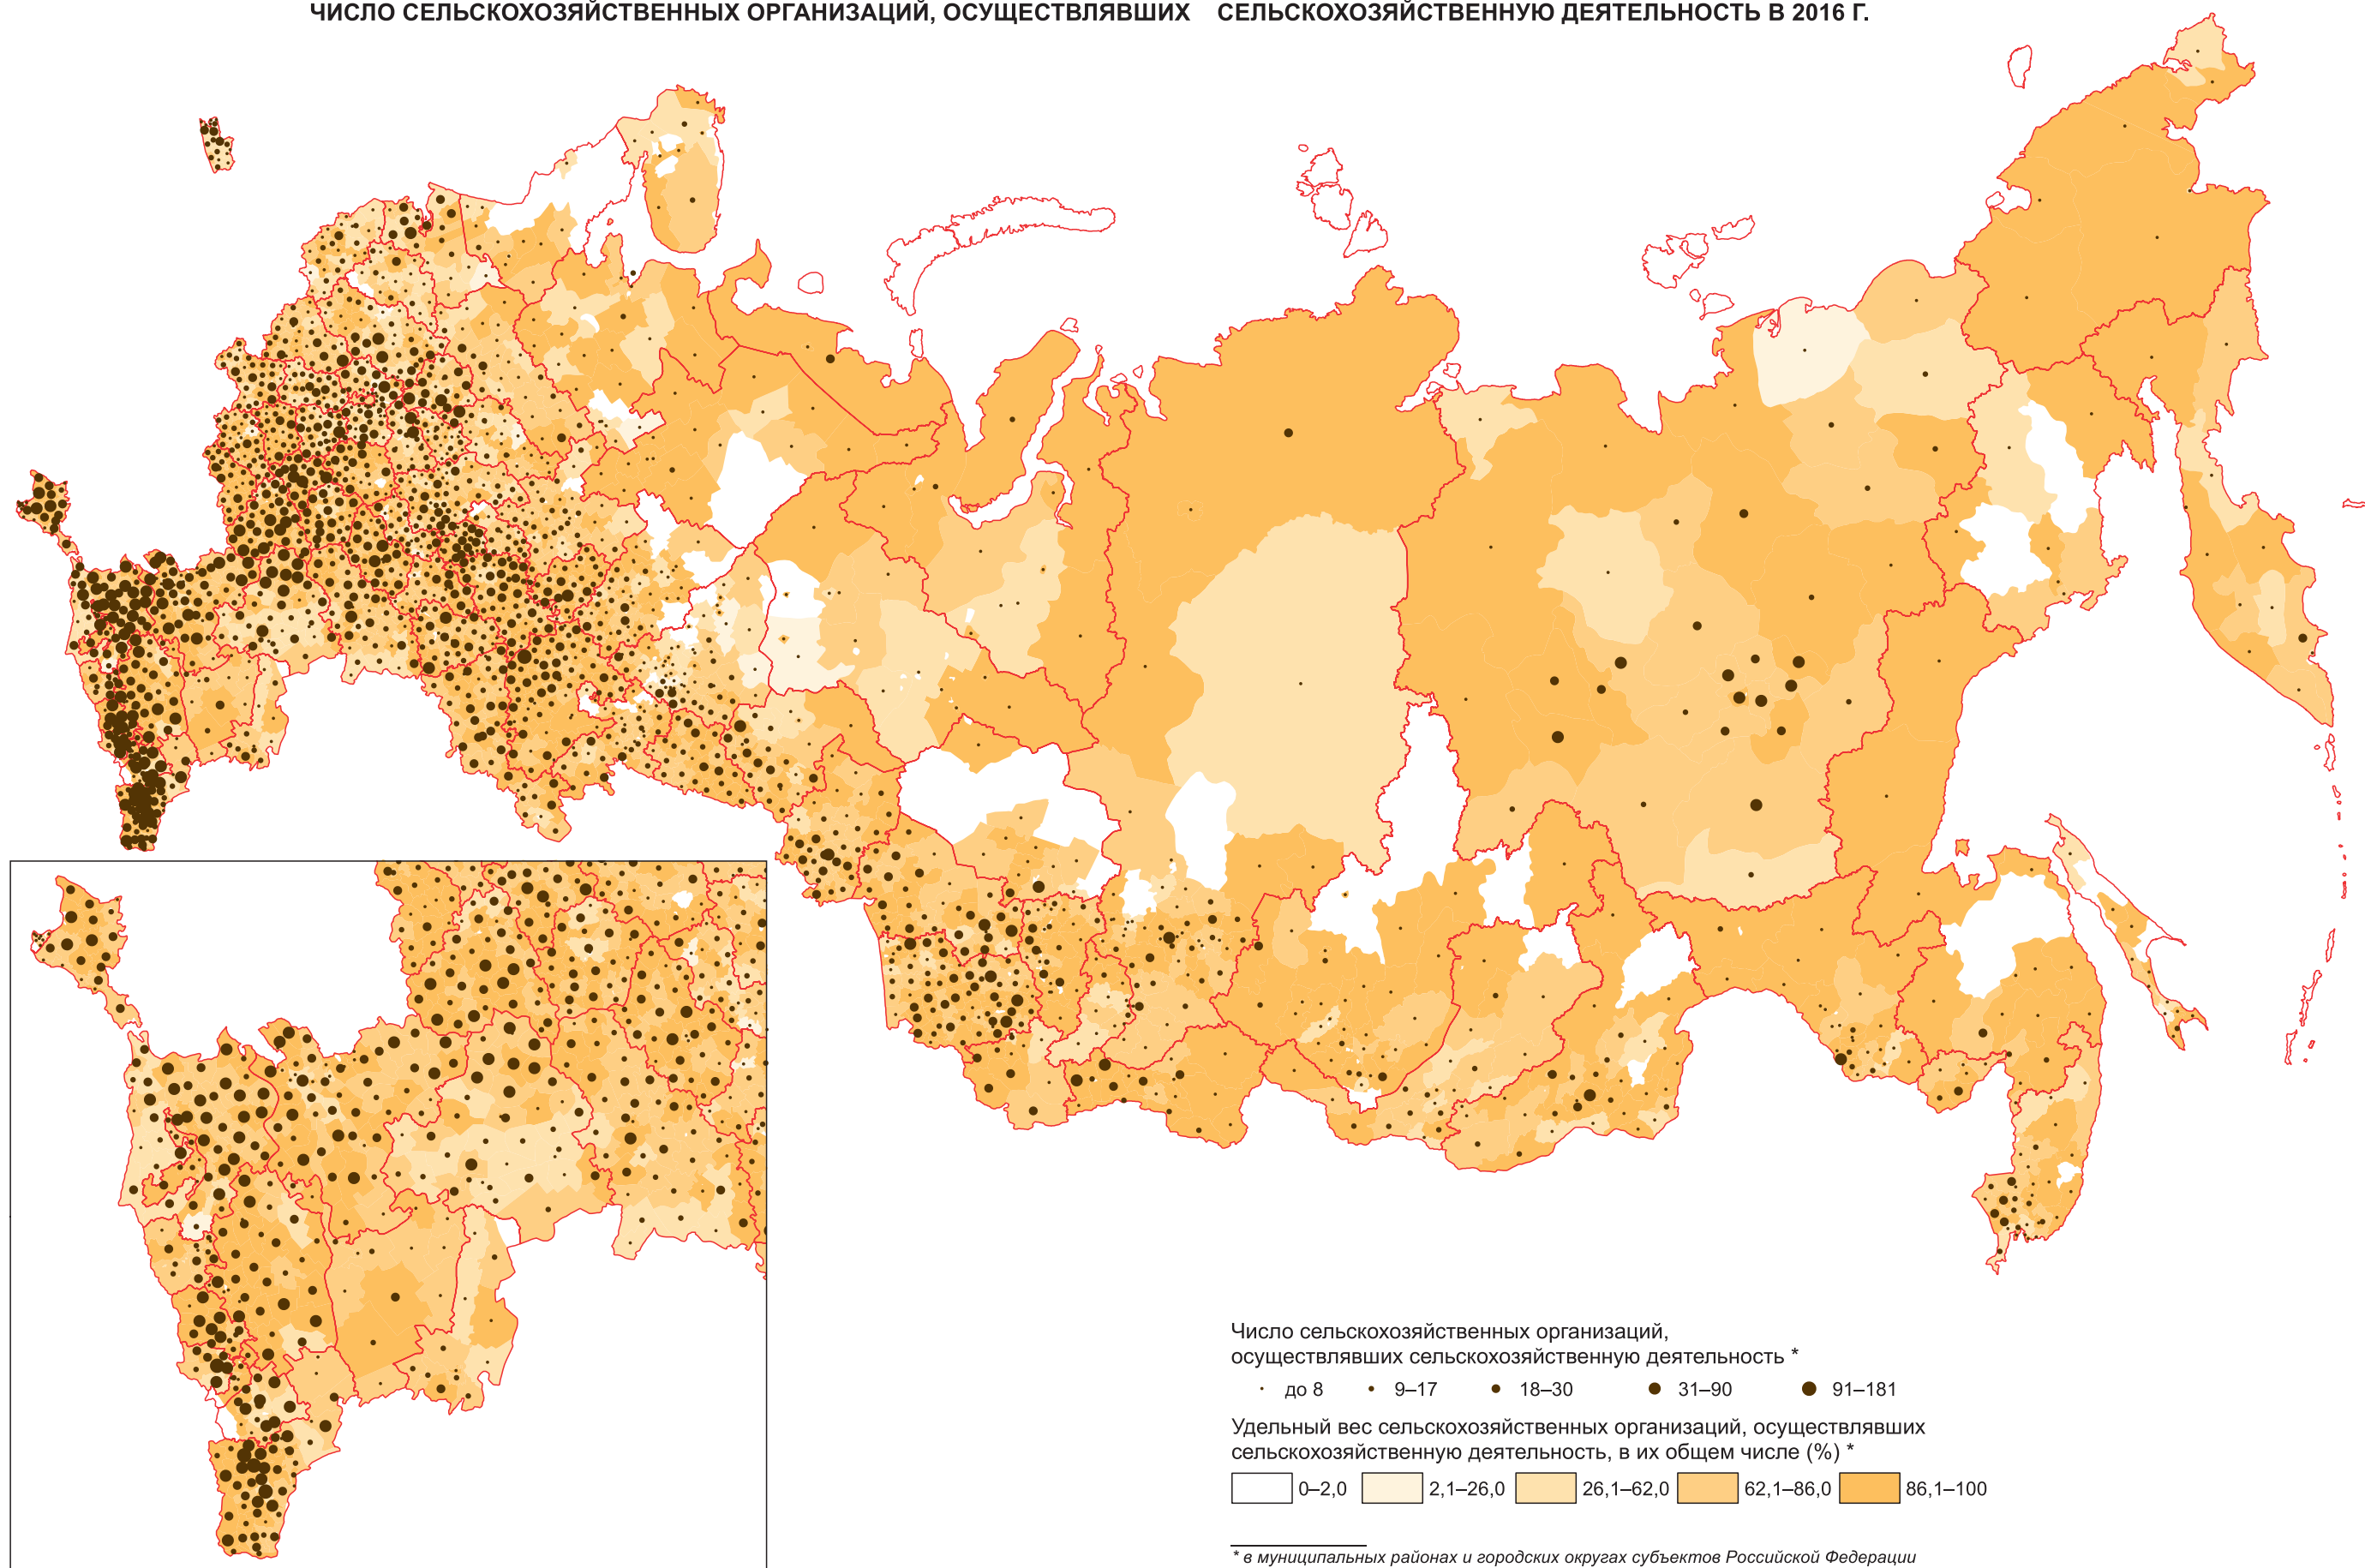 ЧИСЛО СЕЛЬСКОХОЗЯЙСТВЕННЫХ ОРГАНИЗАЦИЙ, ОСУЩЕСТВЛЯВШИХ СЕЛЬСКОХОЗЯЙСТВЕННУЮ ДЕЯТЕЛЬНОСТЬ В 2016 Г.
Число сельскохозяйственных организаций,
осуществлявших сельскохозяйственную деятельность *
до 8 9–17 18–30 31–90 91–181
Удельный вес сельскохозяйственных организаций, осуществлявших
сельскохозяйственную деятельность, в их общем числе (%) *
0–2,0 2,1–26,0 26,1–62,0 62,1–86,0 86,1–100
* в муниципальных районах и городских округах субъектов Российской Федерации